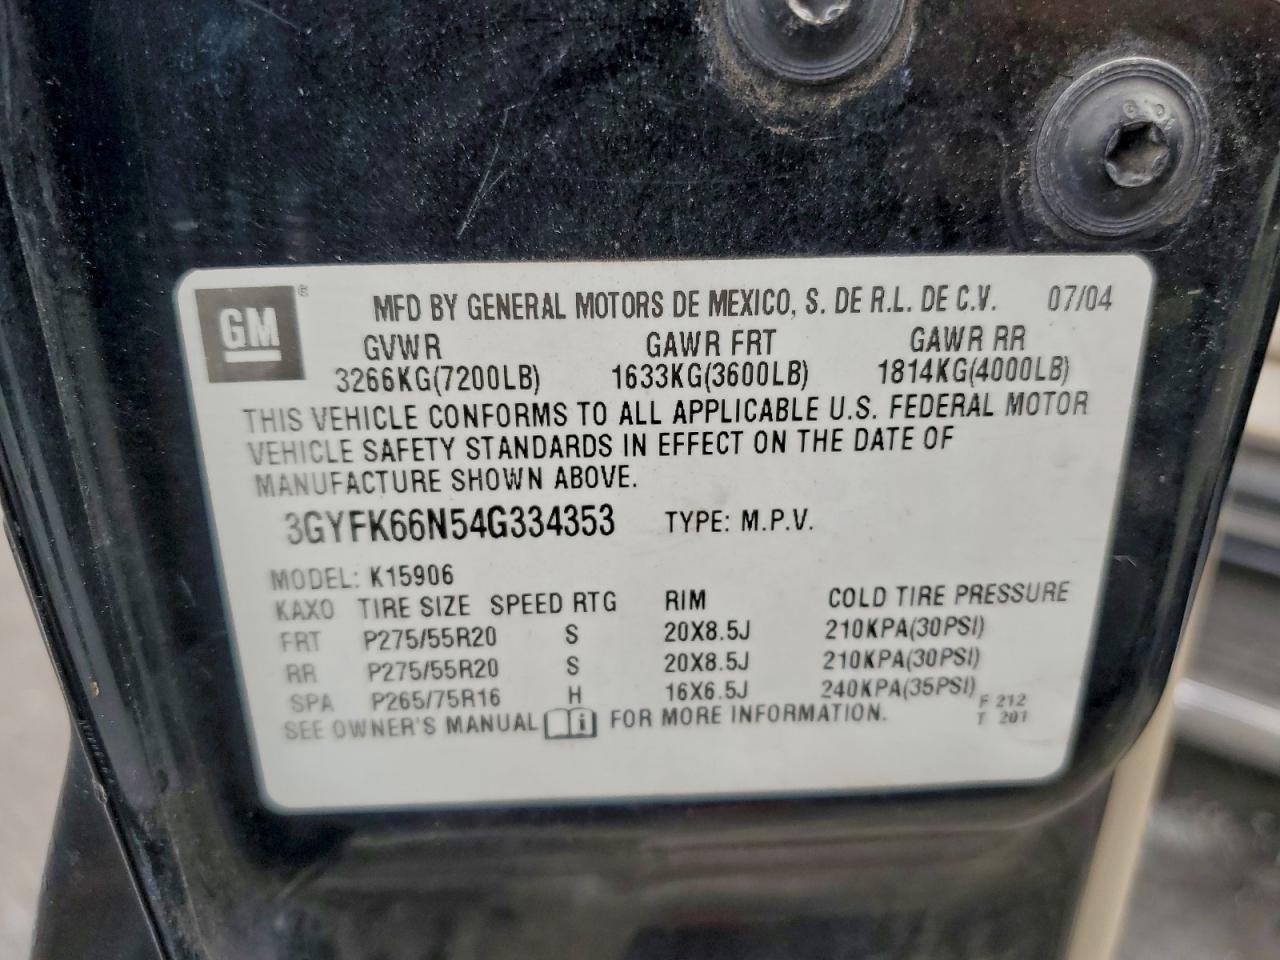 GM ® MFD BY GENERAL MOTORS DE MEXICO, S. DE R.L. DE C.V. 07/04
GVWR GAWR FRT GAWR RR
3266KG(7200LB) 1633KG(3600LB) 1814KG(4000LB)
THIS VEHICLE CONFORMS TO ALL APPLICABLE U.S. FEDERAL MOTOR
VEHICLE SAFETY STANDARDS IN EFFECT ON THE DATE OF
MANUFACTURE SHOWN ABOVE.
3GYFK66N54G334353 TYPE: M.P.V.
MODEL: K15906
KAXO TIRE SIZE SPEED RTG RIM COLD TIRE PRESSURE
FRT P275/55R20 S 20X8.5J 210KPA(30PSI)
RR P275/55R20 S 20X8.5J 210KPA(30PSI)
SPA P265/75R16 H 16X6.5J 240KPA(35PSI) F 212
SEE OWNER'S MANUAL i FOR MORE INFORMATION. T 201